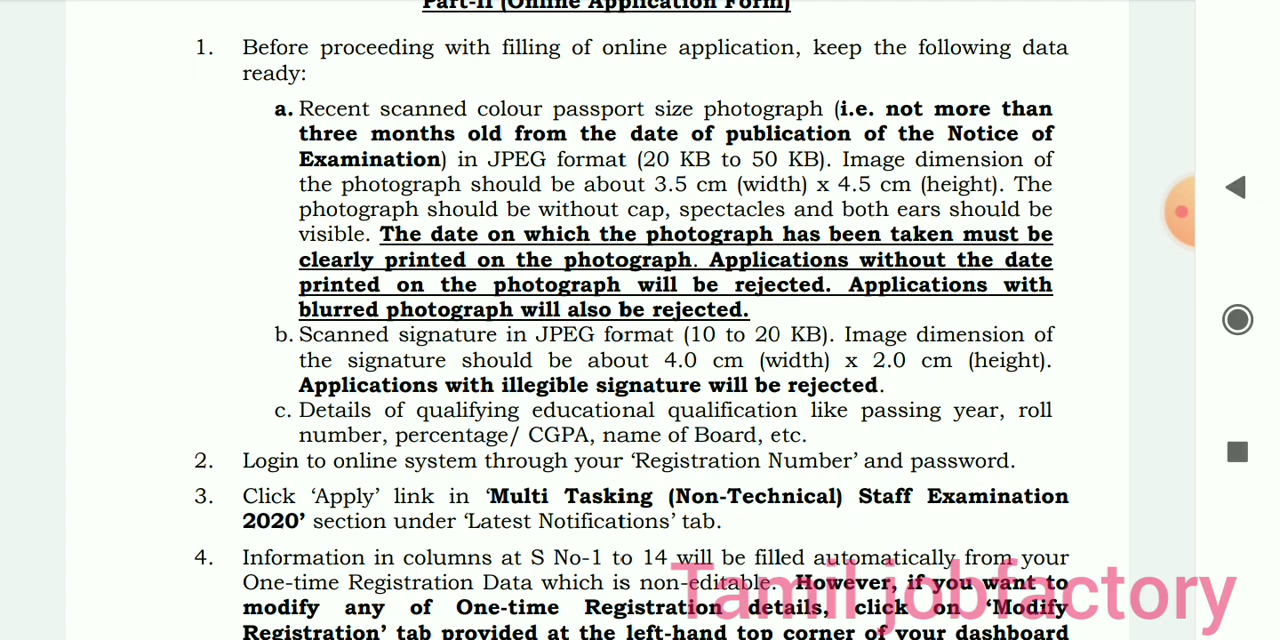 Part-II (Online Application Form)
1. Before proceeding with filling of online application, keep the following data
ready:
a. Recent scanned colour passport size photograph (i.e. not more than
three months old from the date of publication of the Notice of
Examination) in JPEG format (20 KB to 50 KB). Image dimension of
the photograph should be about 3.5 cm (width) x 4.5 cm (height). The
photograph should be without cap, spectacles and both ears should be
visible. The date on which the photograph has been taken must be
clearly printed on the photograph. Applications without the date
printed on the photograph will be rejected. Applications with
blurred photograph will also be rejected.
b. Scanned signature in JPEG format (10 to 20 KB). Image dimension of
the signature should be about 4.0 cm (width) x 2.0 cm (height).
Applications with illegible signature will be rejected.
c. Details of qualifying educational qualification like passing year, roll
number, percentage/ CGPA, name of Board, etc.
2. Login to online system through your ‘Registration Number’ and password.
3. Click ‘Apply’ link in ‘Multi Tasking (Non-Technical) Staff Examination
2020’ section under ‘Latest Notifications’ tab.
4. Information in columns at S No-1 to 14 will be filled automatically from your
One-time Registration Data which is non-editable. However, if you want to
modify any of One-time Registration details, click on ‘Modify
Registration’ tab provided at the left-hand top corner of your dashboard
Tamil jobfactory